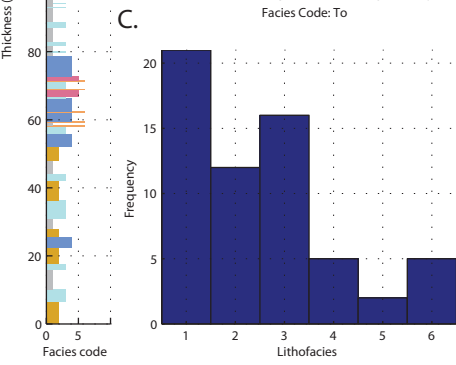 Facies Code: To
C.
Thickness (
80
60
40
20
0
0 5
Facies code
Frequency
20
15
10
5
0
1 2 3 4 5 6
Lithofacies